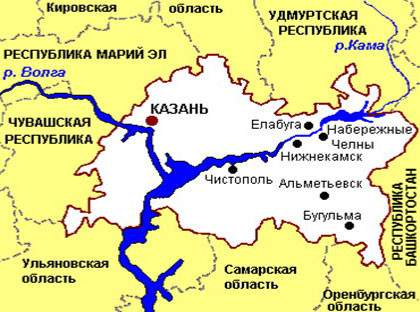 Кировская
область
УДМУРТСКАЯ
РЕСПУБЛИКА
р.Кама
РЕСПУБЛИКА МАРИЙ ЭЛ
р. Волга
КАЗАНЬ
ЧУВАШСКАЯ
РЕСПУБЛИКА
Елабуга
Набережные
Челны
Нижнекамск
Чистополь
Альметьевск
Бугульма
РЕСПУБЛИКА
БАШКОРТОСТАН
Ульяновская
область
Самарская
область
Оренбургская
область